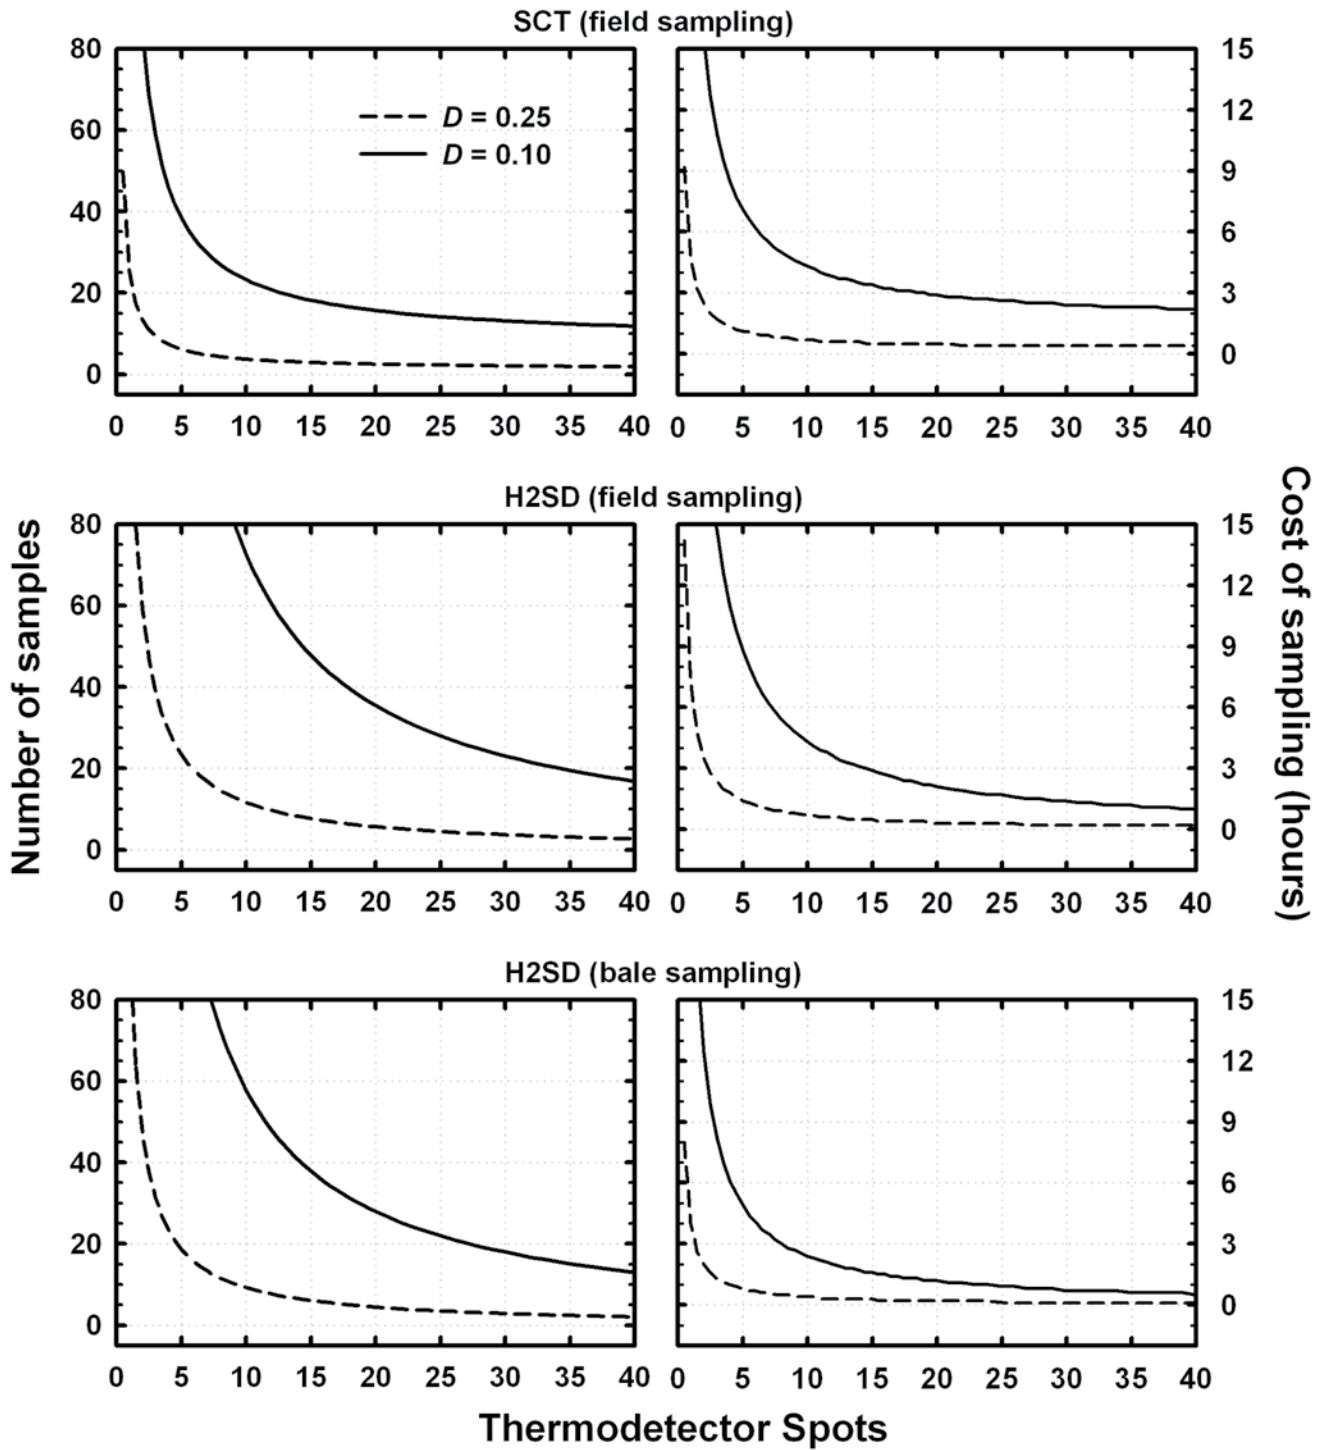 SCT (field sampling)
80
60
40
20
0
D = 0.25
D = 0.10
15
12
9
6
3
0
0 5 10 15 20 25 30 35 40
0 5 10 15 20 25 30 35 40
H2SD (field sampling)
80
60
40
20
0
15
12
9
6
3
0
0 5 10 15 20 25 30 35 40
0 5 10 15 20 25 30 35 40
Number of samples
Cost of sampling (hours)
H2SD (bale sampling)
80
60
40
20
0
15
12
9
6
3
0
0 5 10 15 20 25 30 35 40
0 5 10 15 20 25 30 35 40
Thermodetector Spots